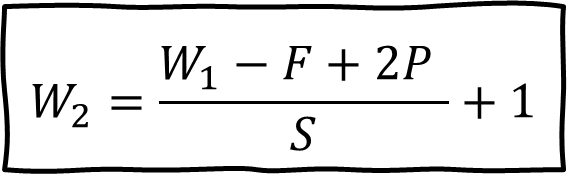 W₂ = (W₁ − F + 2P) / S + 1